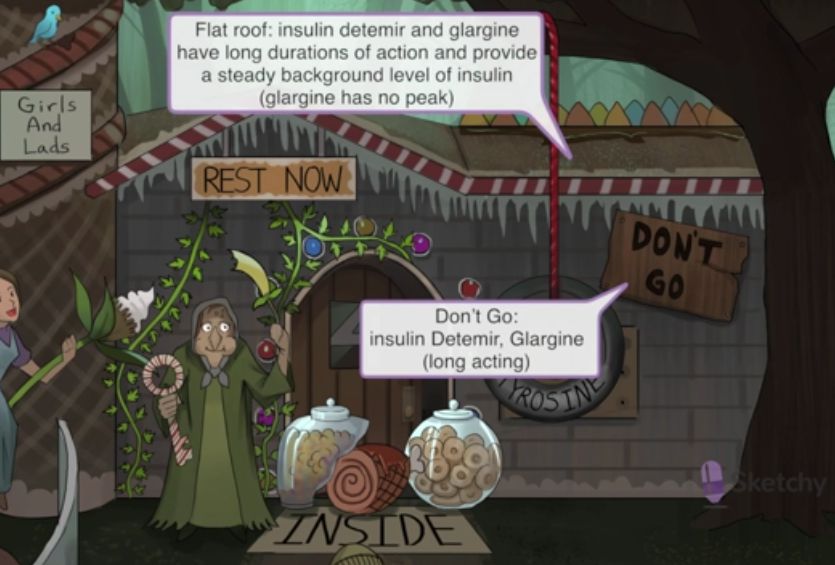 Flat roof: insulin detemir and glargine
have long durations of action and provide
a steady background level of insulin
(glargine has no peak)
Girls
And
Lads
REST NOW
DON'T
GO
Don't Go:
insulin Detemir, Glargine
(long acting)
TYROSINE
Sketchy
INSIDE